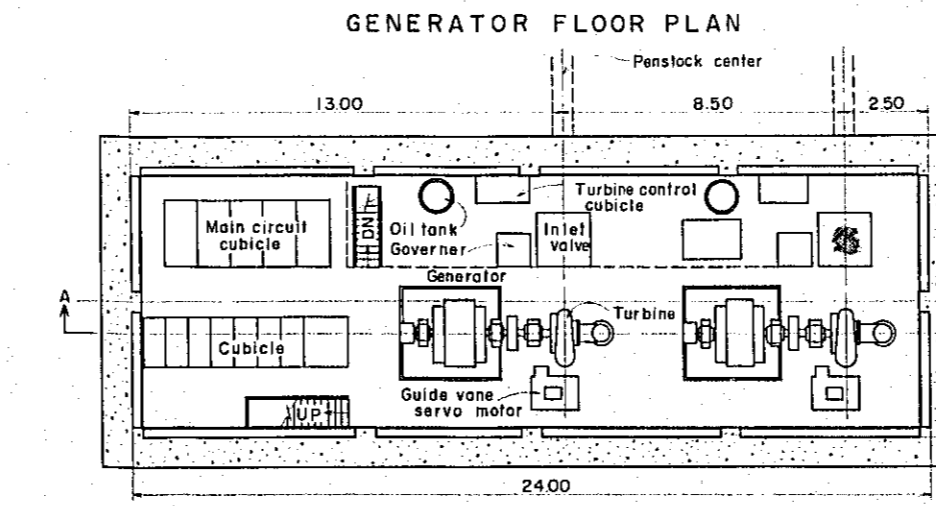 GENERATOR FLOOR PLAN
Penstock center
13.00
8.50
2.50
Turbine control
cubicle
Main circuit
cubicle
DN
Oil tank
Governer
Inlet
valve
Generator
A
Turbine
Cubicle
Guide vane
servo motor
UP
24.00